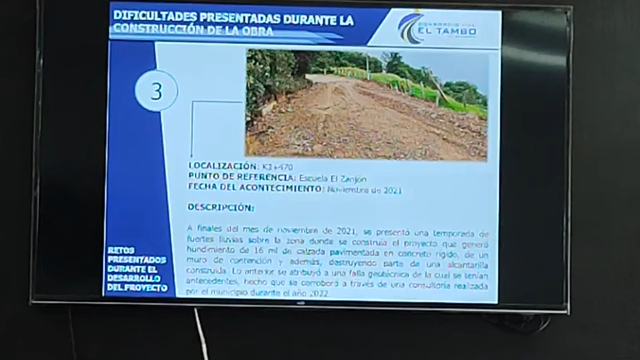 DIFICULTADES PRESENTADAS DURANTE LA
CONSTRUCCIÓN DE LA OBRA
CONSORCIO
EL TAMBO
3
LOCALIZACIÓN: K3+470
PUNTO DE REFERENCIA: Escuela El Zanjón
FECHA DEL ACONTECIMIENTO: Noviembre de 2021
DESCRIPCIÓN:
A finales del mes de noviembre de 2021, se presentó una temporada de
fuertes lluvias sobre la zona donde se construía el proyecto que generó
hundimiento de 16 ml de calzada pavimentada en concreto rígido, de un
muro de contención y además, destruyendo parte de una alcantarilla
construida. Lo anterior se atribuyó a una falla geotécnica de la cual se tenían
antecedentes, hecho que se corroboró a través de una consultoría realizada
por el municipio durante el año 2022.
RETOS
PRESENTADOS
DURANTE EL
DESARROLLO
DEL PROYECTO